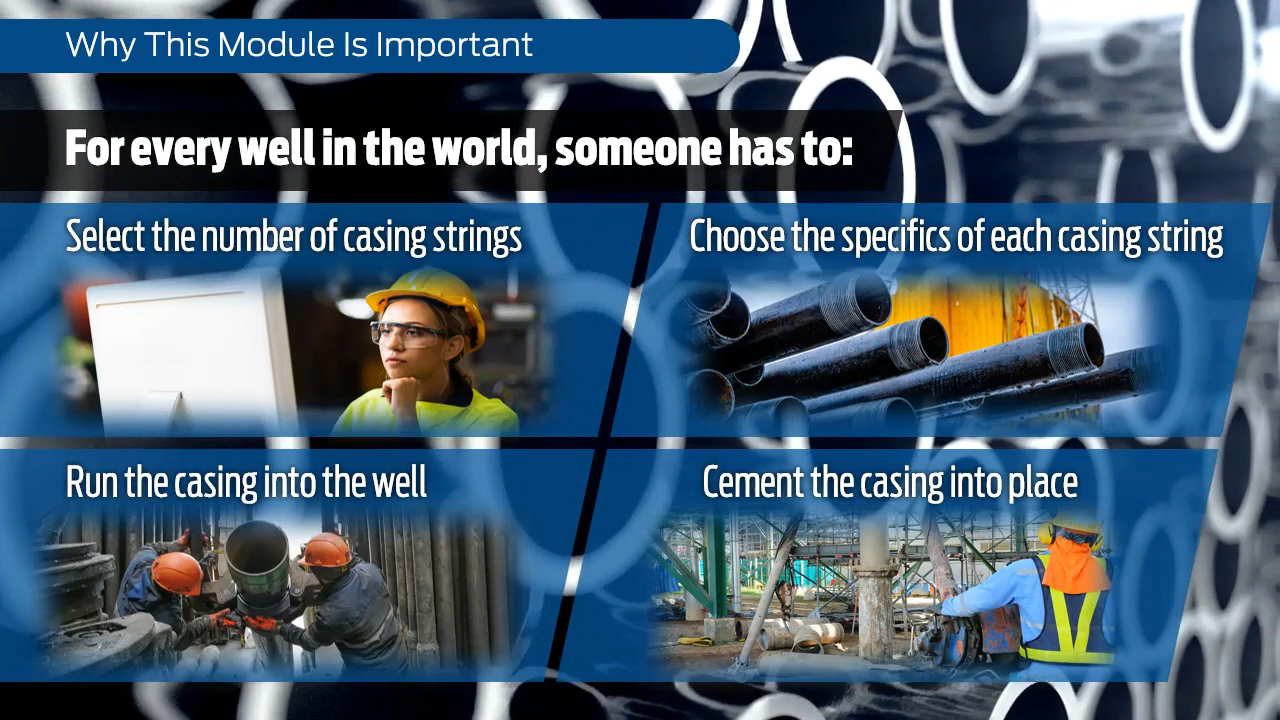 Why This Module Is Important
For every well in the world, someone has to:
Select the number of casing strings
Choose the specifics of each casing string
Run the casing into the well
Cement the casing into place